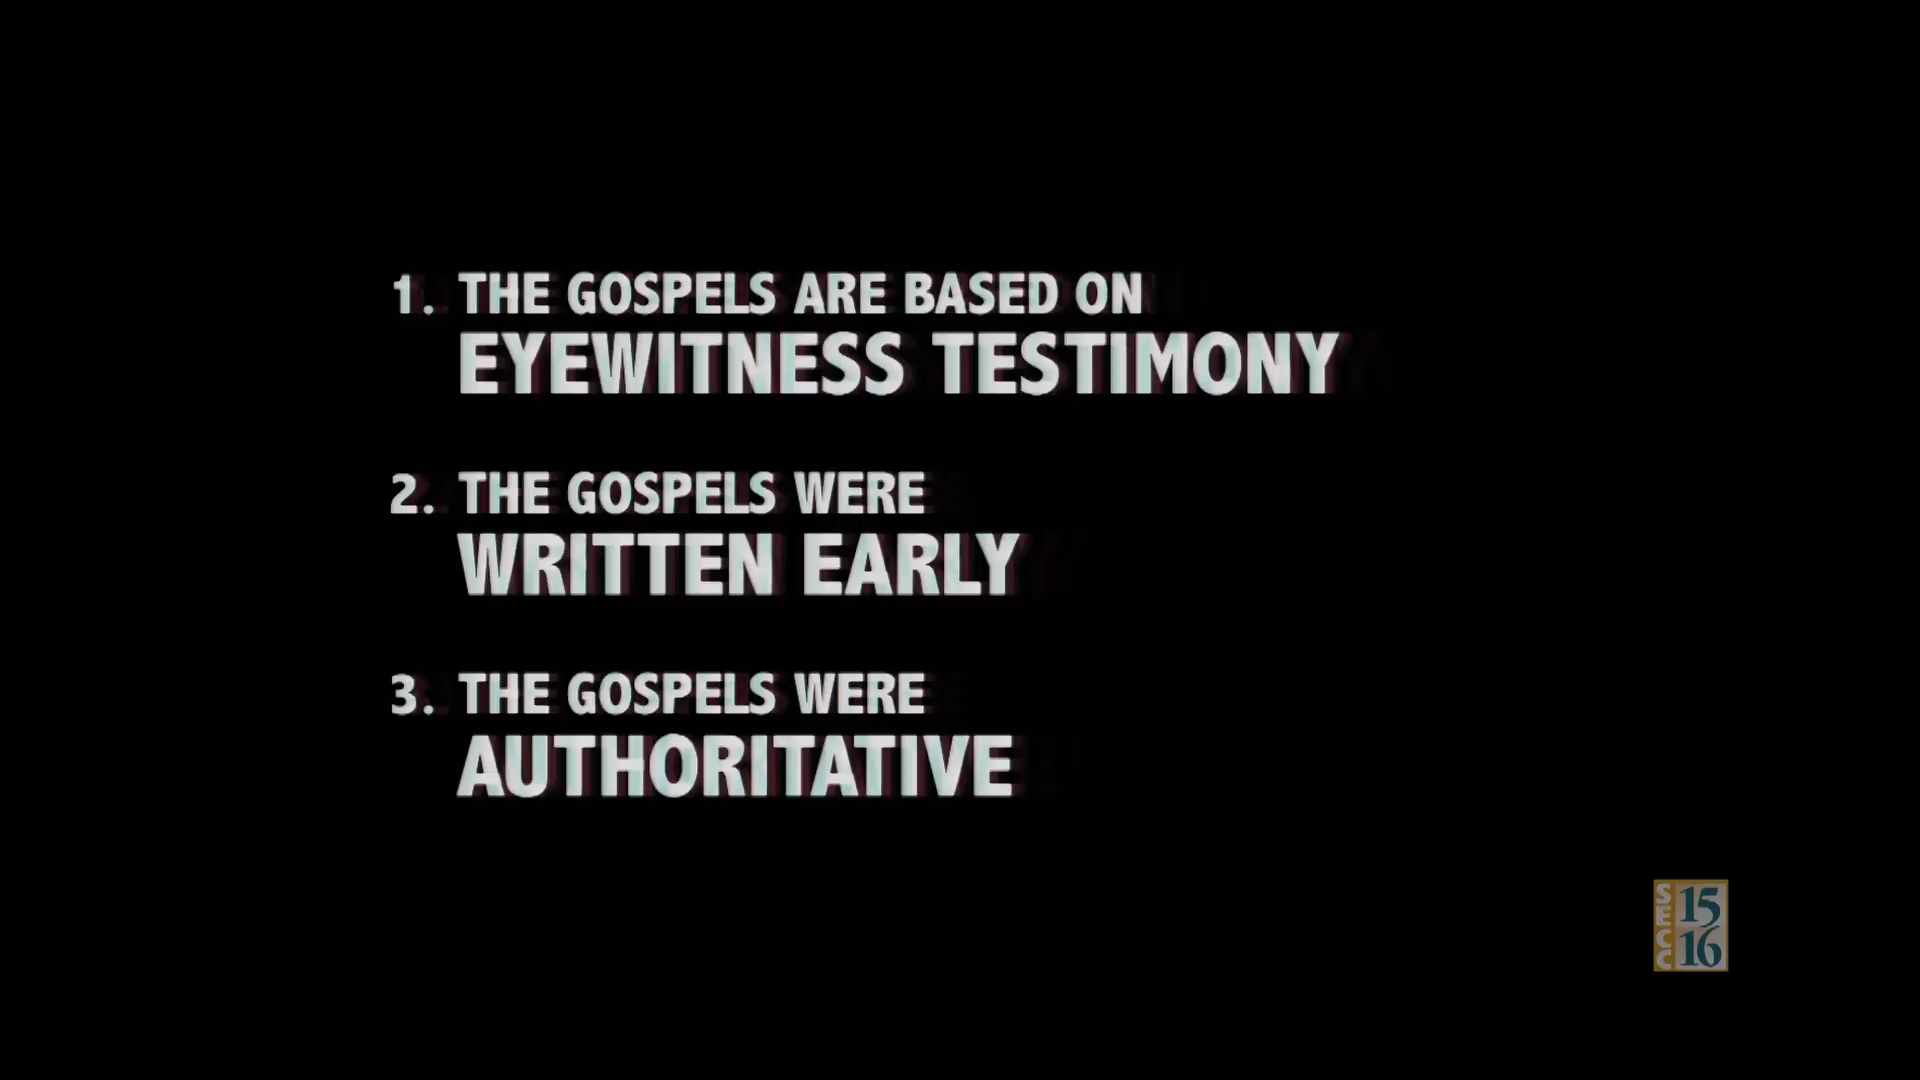 1. THE GOSPELS ARE BASED ON
EYEWITNESS TESTIMONY
2. THE GOSPELS WERE
WRITTEN EARLY
3. THE GOSPELS WERE
AUTHORITATIVE
SECC
15
16